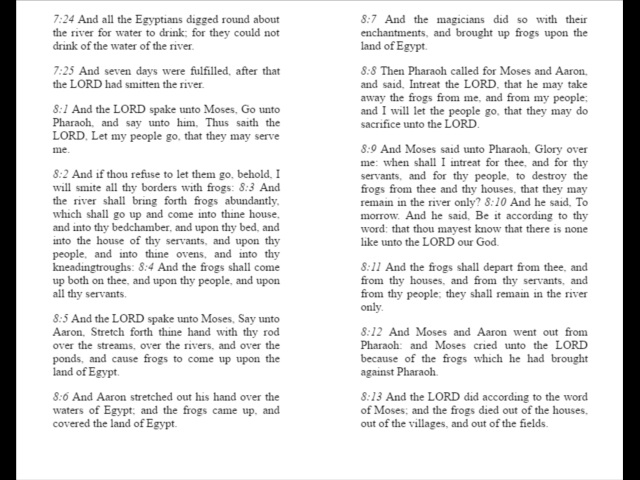 7:24 And all the Egyptians digged round about
the river for water to drink; for they could not
drink of the water of the river.
7:25 And seven days were fulfilled, after that
the LORD had smitten the river.
8:1 And the LORD spake unto Moses, Go unto
Pharaoh, and say unto him, Thus saith the
LORD, Let my people go, that they may serve
me.
8:2 And if thou refuse to let them go, behold, I
will smite all thy borders with frogs: 8:3 And
the river shall bring forth frogs abundantly,
which shall go up and come into thine house,
and into thy bedchamber, and upon thy bed, and
into the house of thy servants, and upon thy
people, and into thine ovens, and into thy
kneadingtroughs: 8:4 And the frogs shall come
up both on thee, and upon thy people, and upon
all thy servants.
8:5 And the LORD spake unto Moses, Say unto
Aaron, Stretch forth thine hand with thy rod
over the streams, over the rivers, and over the
ponds, and cause frogs to come up upon the
land of Egypt.
8:6 And Aaron stretched out his hand over the
waters of Egypt; and the frogs came up, and
covered the land of Egypt.
8:7 And the magicians did so with their
enchantments, and brought up frogs upon the
land of Egypt.
8:8 Then Pharaoh called for Moses and Aaron,
and said, Intreat the LORD, that he may take
away the frogs from me, and from my people;
and I will let the people go, that they may do
sacrifice unto the LORD.
8:9 And Moses said unto Pharaoh, Glory over
me: when shall I intreat for thee, and for thy
servants, and for thy people, to destroy the
frogs from thee and thy houses, that they may
remain in the river only? 8:10 And he said, To
morrow. And he said, Be it according to thy
word: that thou mayest know that there is none
like unto the LORD our God.
8:11 And the frogs shall depart from thee, and
from thy houses, and from thy servants, and
from thy people; they shall remain in the river
only.
8:12 And Moses and Aaron went out from
Pharaoh: and Moses cried unto the LORD
because of the frogs which he had brought
against Pharaoh.
8:13 And the LORD did according to the word
of Moses; and the frogs died out of the houses,
out of the villages, and out of the fields.